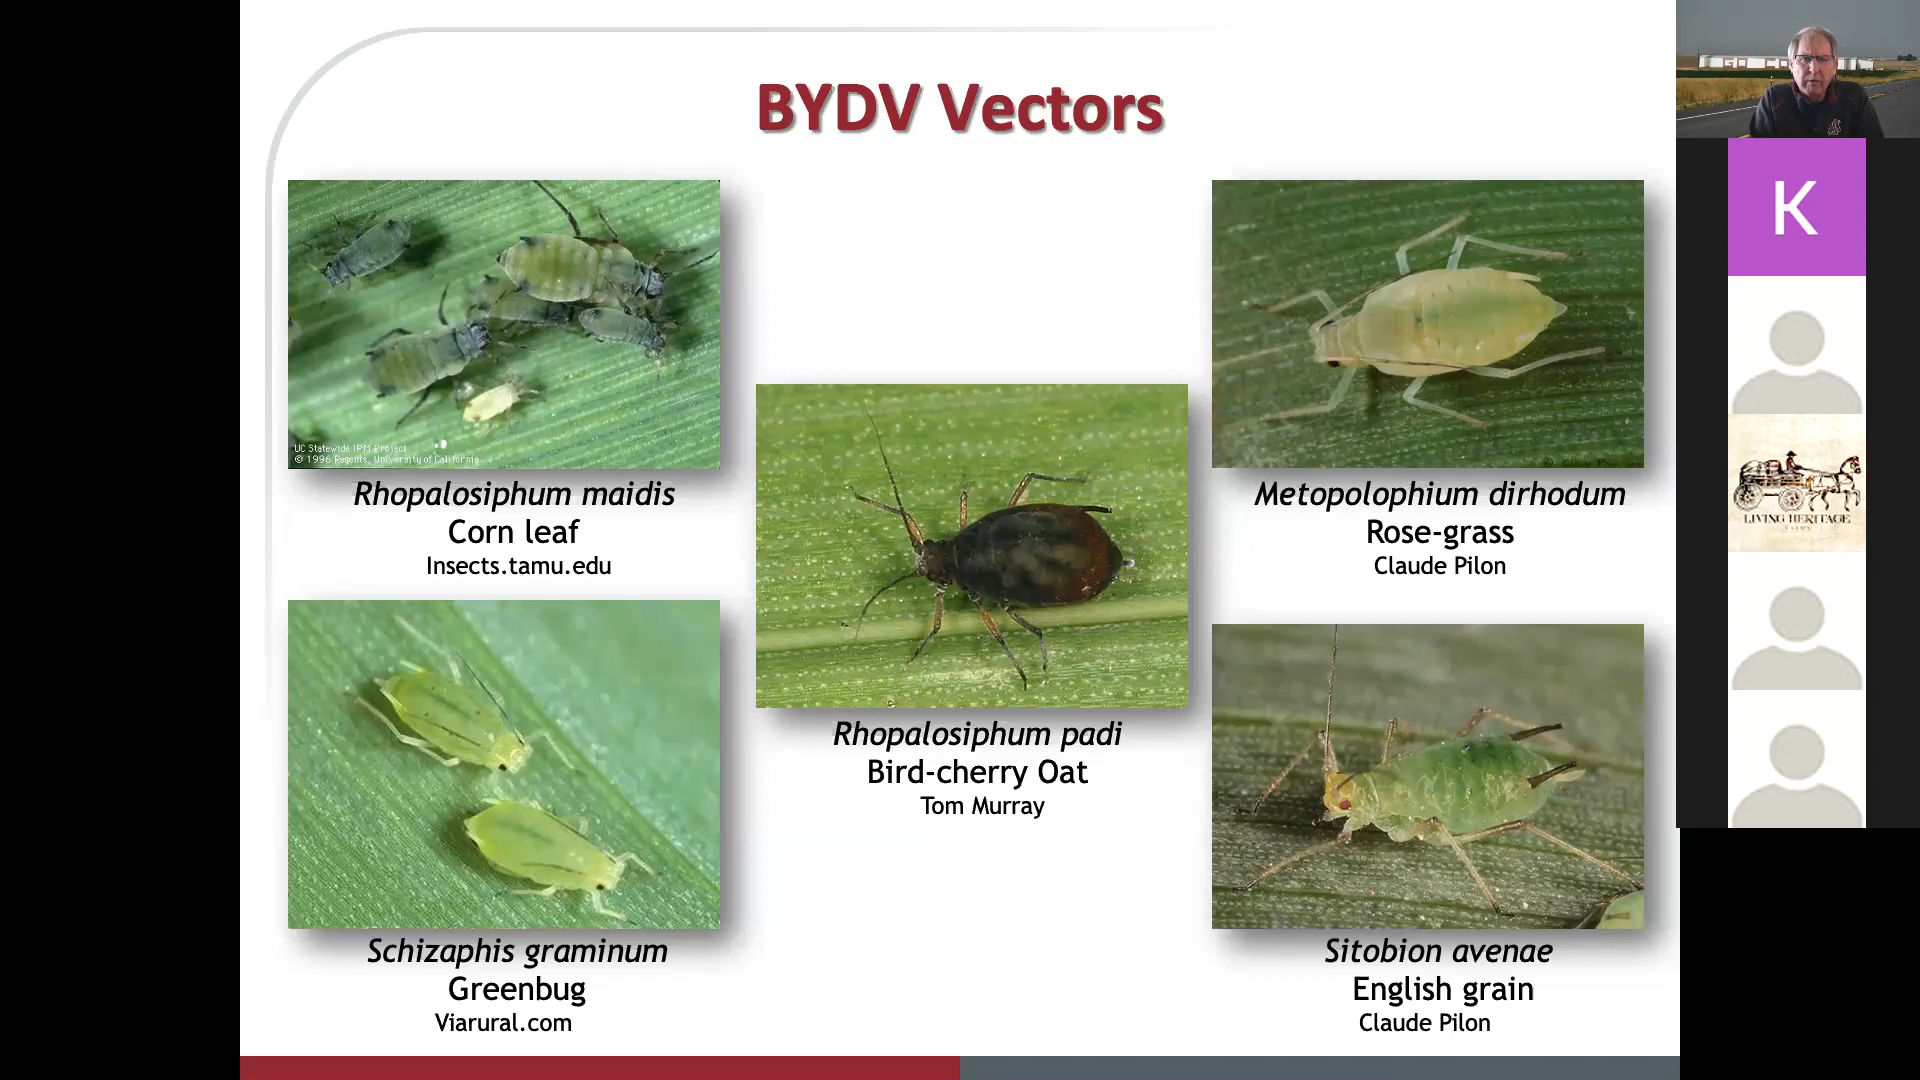 BYDV Vectors
UC Statewide IPM Project
© 1996 Regents, University of California
Rhopalosiphum maidis
Corn leaf
Insects.tamu.edu
Schizaphis graminum
Greenbug
Viarural.com
Rhopalosiphum padi
Bird-cherry Oat
Tom Murray
Metopolophium dirhodum
Rose-grass
Claude Pilon
Sitobion avenae
English grain
Claude Pilon
K
LIVING HERITAGE
FARMS